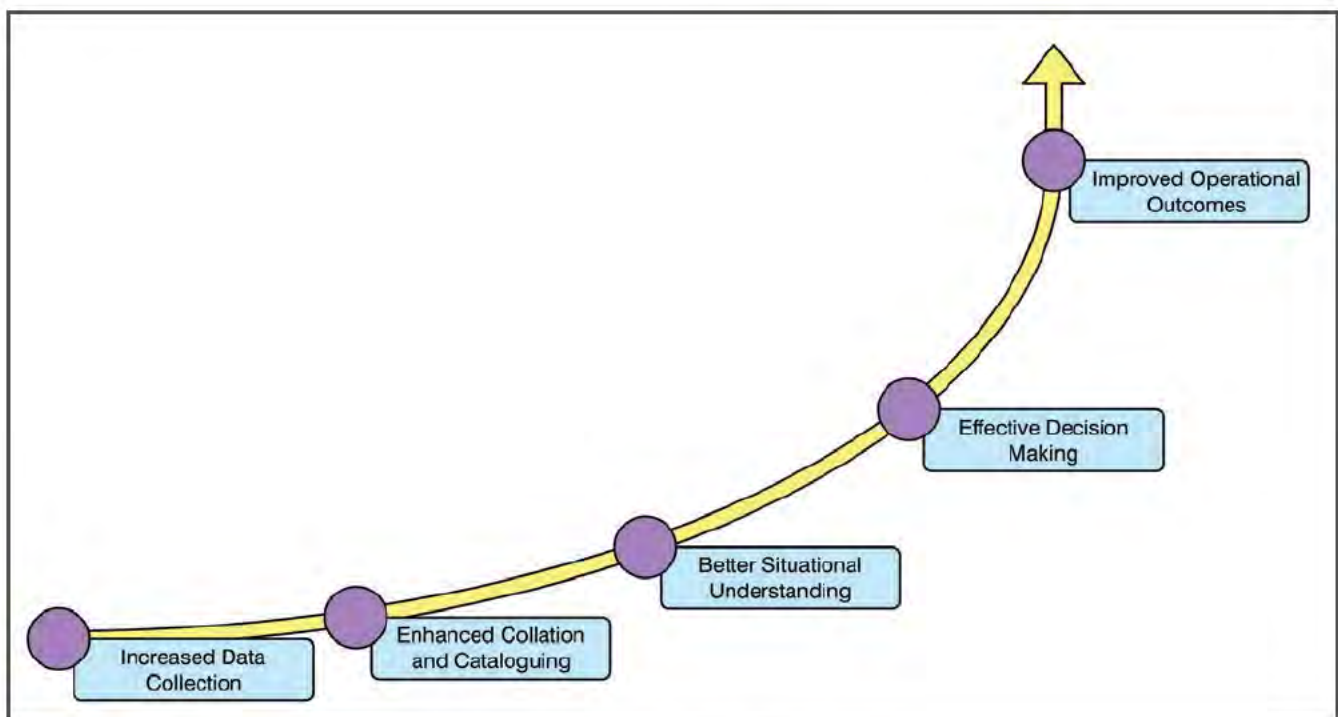 Improved Operational
Outcomes
Effective Decision
Making
Better Situational
Understanding
Enhanced Collation
and Cataloguing
Increased Data
Collection